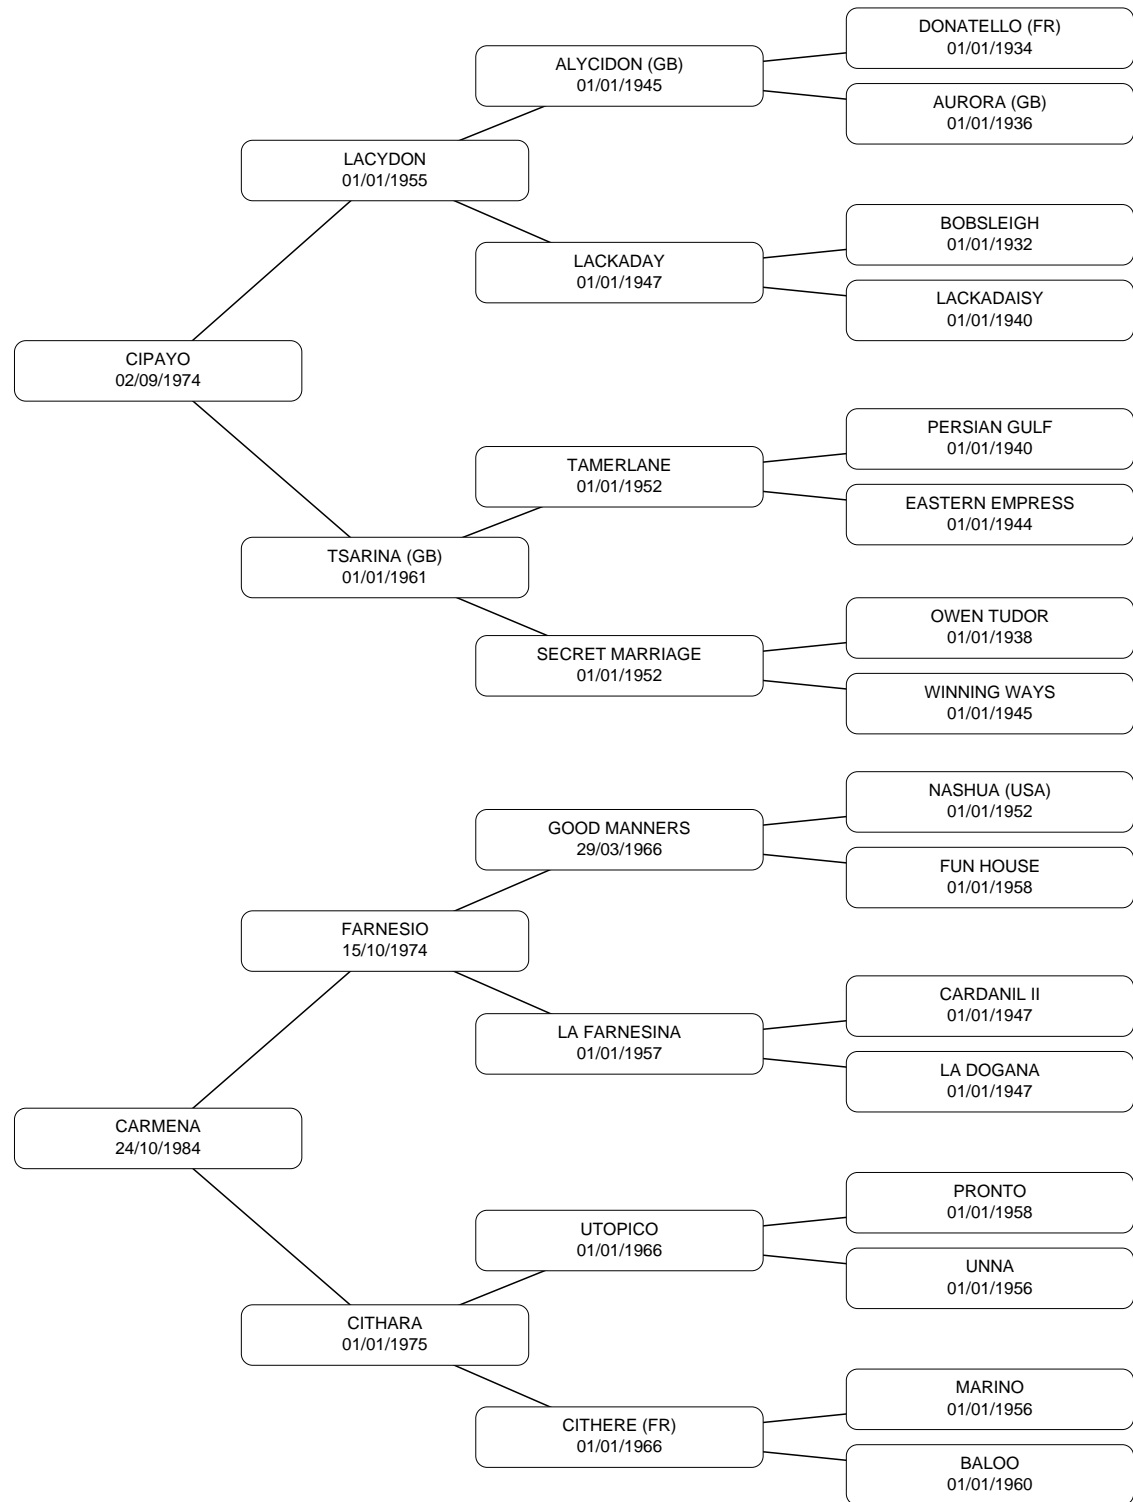 DONATELLO (FR)
01/01/1934
ALYCIDON (GB)
01/01/1945
AURORA (GB)
01/01/1936
LACYDON
01/01/1955
BOBSLEIGH
01/01/1932
LACKADAY
01/01/1947
LACKADAISY
01/01/1940
CIPAYO
02/09/1974
PERSIAN GULF
01/01/1940
TAMERLANE
01/01/1952
EASTERN EMPRESS
01/01/1944
TSARINA (GB)
01/01/1961
OWEN TUDOR
01/01/1938
SECRET MARRIAGE
01/01/1952
WINNING WAYS
01/01/1945
NASHUA (USA)
01/01/1952
GOOD MANNERS
29/03/1966
FUN HOUSE
01/01/1958
FARNESIO
15/10/1974
CARDANIL II
01/01/1947
LA FARNESINA
01/01/1957
LA DOGANA
01/01/1947
CARMENA
24/10/1984
PRONTO
01/01/1958
UTOPICO
01/01/1966
UNNA
01/01/1956
CITHARA
01/01/1975
MARINO
01/01/1956
CITHERE (FR)
01/01/1966
BALOO
01/01/1960